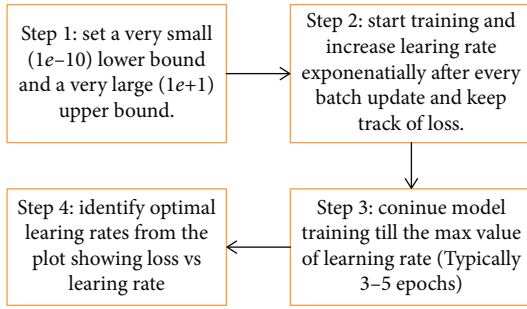 Step 1: set a very small
(1e–10) lower bound
and a very large (1e+1)
upper bound.
Step 2: start training and
increase learing rate
exponenatially after every
batch update and keep
track of loss.
Step 3: coninue model
training till the max value
of learning rate (Typically
3–5 epochs)
Step 4: identify optimal
learing rates from the
plot showing loss vs
learing rate